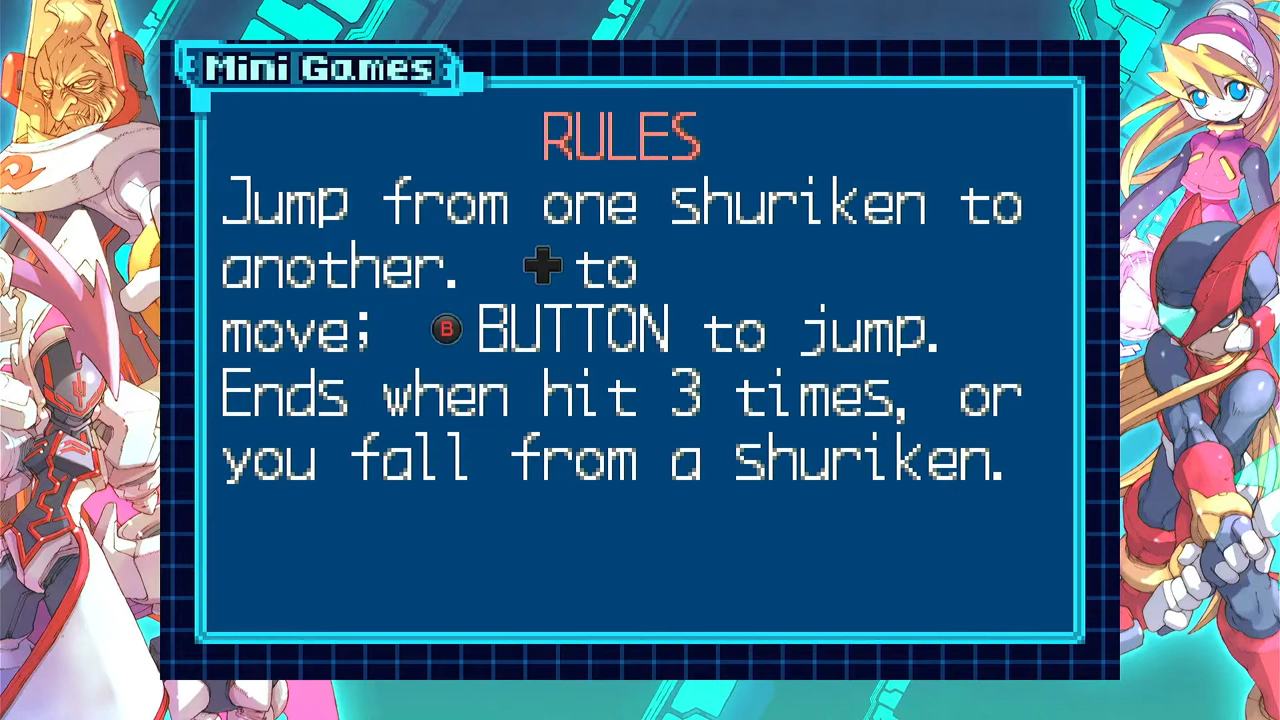 Mini Games
RULES
Jump from one shuriken to
another. to
move; B BUTTON to jump.
Ends when hit 3 times, or
you fall from a shuriken.